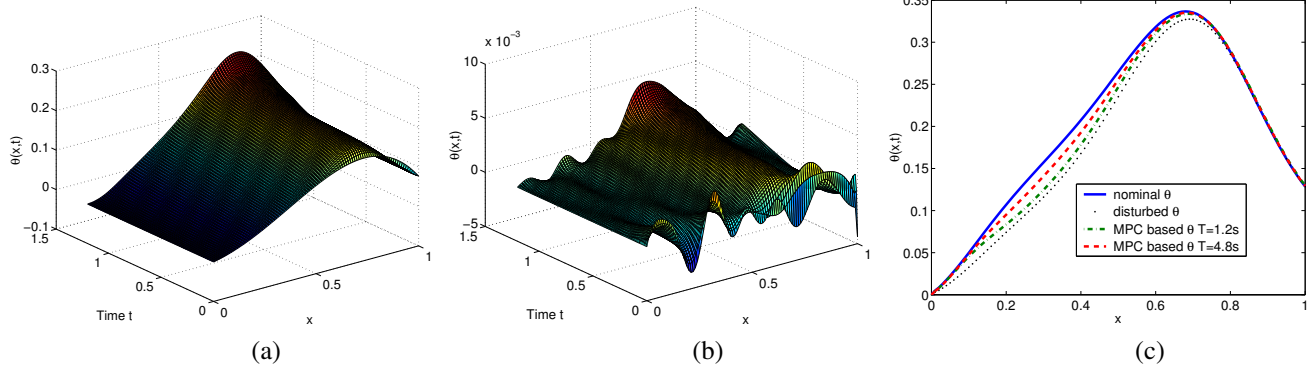 0.3
0.2
0.1
0
−0.1
θ(x,t)
1.5
1
0.5
0
Time t
0
0.5
1
x
(a)
x 10⁻³
10
5
0
−5
θ(x,t)
1.5
1
0.5
0
Time t
0
0.5
1
x
(b)
0.35
0.3
0.25
0.2
0.15
0.1
0.05
0
θ(x,t)
nominal θ
disturbed θ
MPC based θ T=1.2s
MPC based θ T=4.8s
0
0.2
0.4
0.6
0.8
1
x
(c)